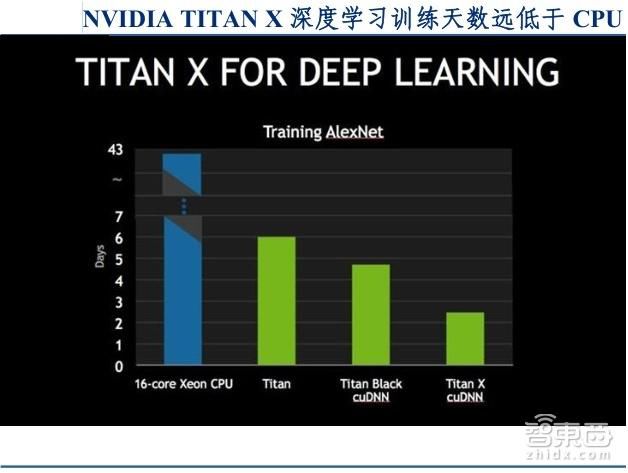 NVIDIA TITAN X 深度学习训练天数远低于 CPU
TITAN X FOR DEEP LEARNING
Training AlexNet
43
~
7
6
5
4
3
2
1
0
Days
16-core Xeon CPU
Titan
Titan Black
cuDNN
Titan X
cuDNN
智东西
zhidx.com